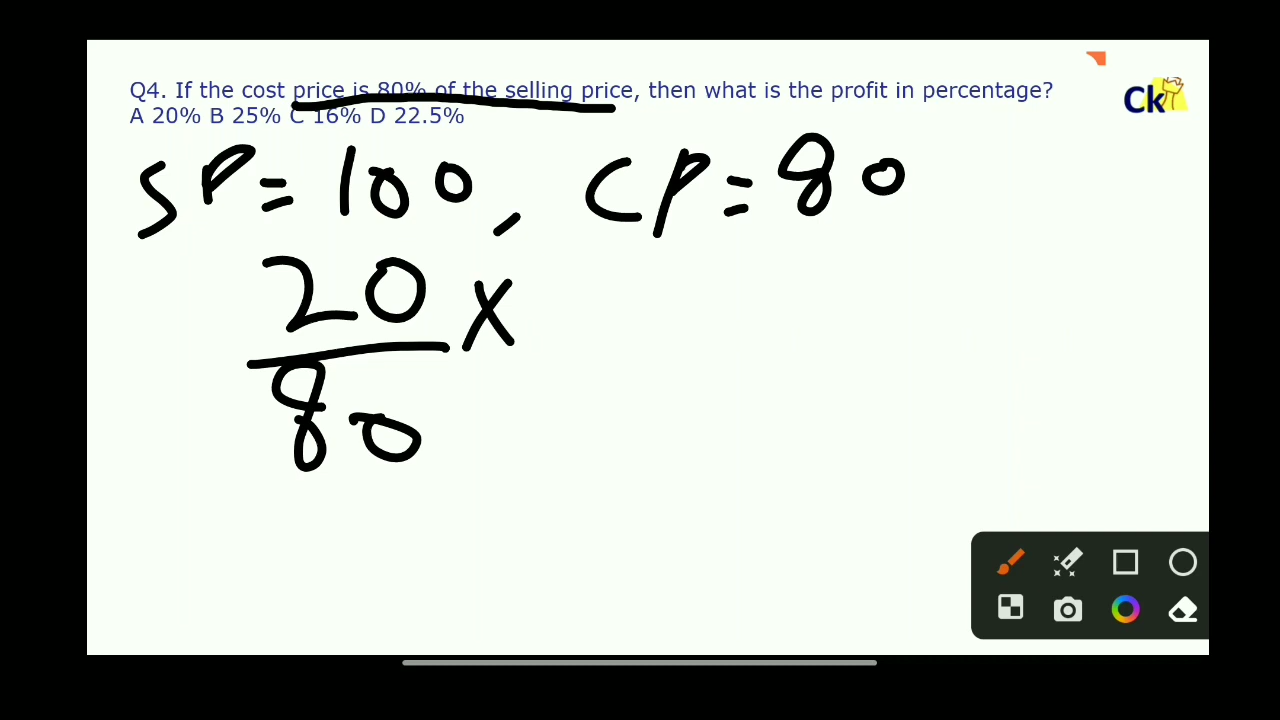 Q4. If the cost price is 80% of the selling price, then what is the profit in percentage?
A 20% B 25% C 16% D 22.5%
Ck
SP = 100, CP = 80
20 X
80